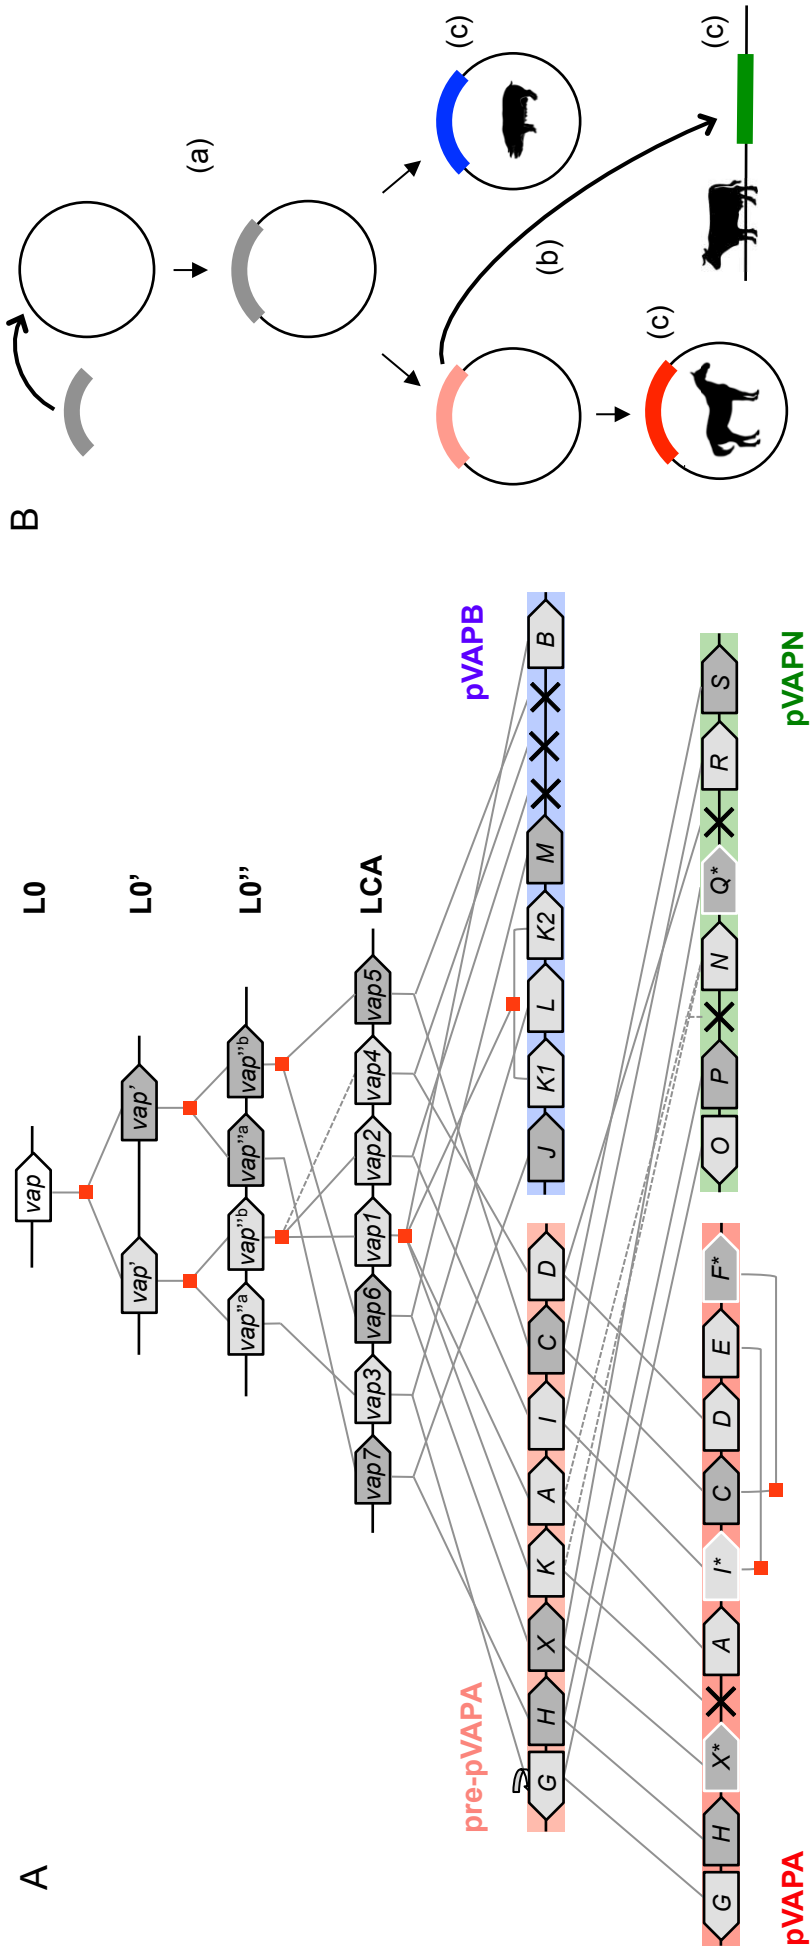 A
L0
vap
L0'
vap'
vap'
L0''
vap''a
vap''b
vap''a
vap''b
LCA
vap7
vap3
vap6
vap1
vap2
vap4
vap5
pre-pVAPA
pVAPB
G
H
X
K
A
I
C
D
J
K1
L
K2
M
B
G
H
X*
A
I*
C
D
E
F*
O
P
N
Q*
R
S
pVAPA
pVAPN
B
(a)
(b)
(c)
(c)
(c)